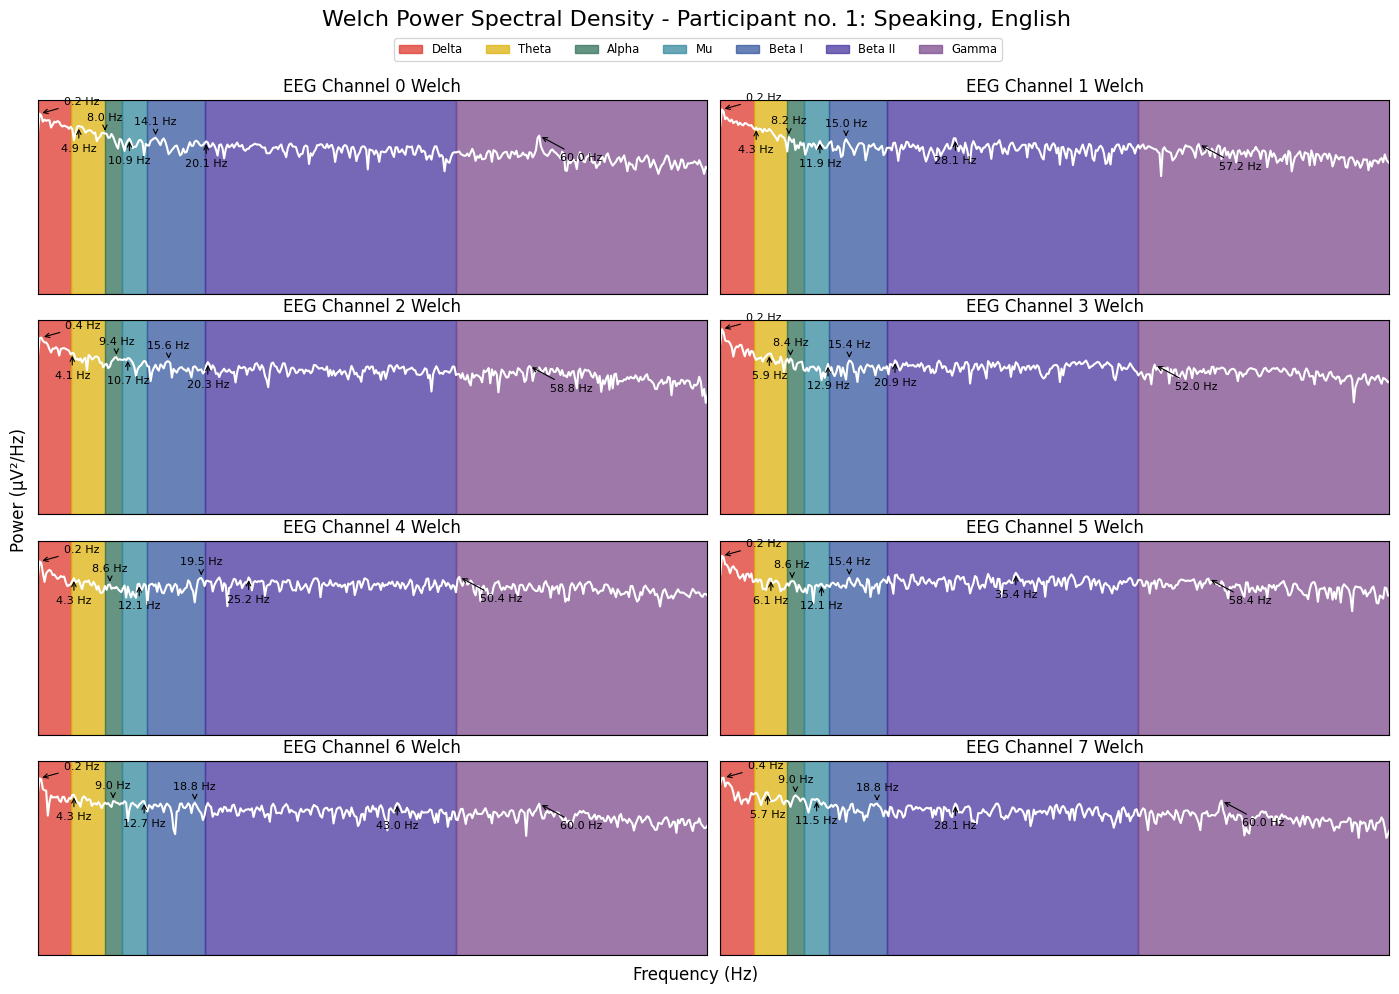 Welch Power Spectral Density - Participant no. 1: Speaking, English
Delta Theta Alpha Mu Beta I Beta II Gamma
EEG Channel 0 Welch
0.2 Hz
4.9 Hz
8.0 Hz
10.9 Hz
14.1 Hz
20.1 Hz
60.0 Hz
EEG Channel 1 Welch
0.2 Hz
4.3 Hz
8.2 Hz
11.9 Hz
15.0 Hz
28.1 Hz
57.2 Hz
EEG Channel 2 Welch
0.4 Hz
4.1 Hz
9.4 Hz
10.7 Hz
15.6 Hz
20.3 Hz
58.8 Hz
EEG Channel 3 Welch
0.2 Hz
5.9 Hz
8.4 Hz
12.9 Hz
15.4 Hz
20.9 Hz
52.0 Hz
EEG Channel 4 Welch
0.2 Hz
4.3 Hz
8.6 Hz
12.1 Hz
19.5 Hz
25.2 Hz
50.4 Hz
EEG Channel 5 Welch
0.2 Hz
6.1 Hz
8.6 Hz
12.1 Hz
15.4 Hz
35.4 Hz
58.4 Hz
EEG Channel 6 Welch
0.2 Hz
4.3 Hz
9.0 Hz
12.7 Hz
18.8 Hz
43.0 Hz
60.0 Hz
EEG Channel 7 Welch
0.4 Hz
5.7 Hz
9.0 Hz
11.5 Hz
18.8 Hz
28.1 Hz
60.0 Hz
Power (µV²/Hz)
Frequency (Hz)